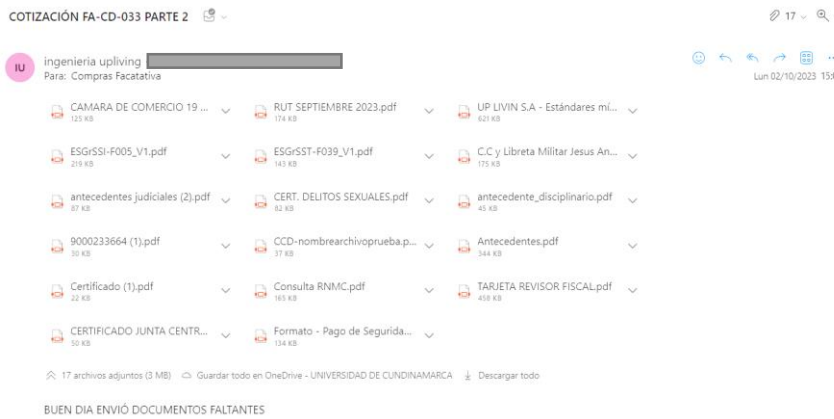 COTIZACIÓN FA-CD-033 PARTE 2
17
IU
ingenieria upliving
Para: Compras Facatativa
Lun 02/10/2023 15:
CAMARA DE COMERCIO 19 ...
125 KB
RUT SEPTIEMBRE 2023.pdf
174 KB
UP LIVIN S.A - Estándares mí...
621 KB
ESGrSSI-F005_V1.pdf
219 KB
ESGrSST-F039_V1.pdf
143 KB
C.C y Libreta Militar Jesus An...
175 KB
antecedentes judiciales (2).pdf
87 KB
CERT. DELITOS SEXUALES.pdf
82 KB
antecedente_disciplinario.pdf
45 KB
9000233664 (1).pdf
30 KB
CCD-nombrearchivoprueba.p...
37 KB
Antecedentes.pdf
344 KB
Certificado (1).pdf
22 KB
Consulta RNMC.pdf
165 KB
TARJETA REVISOR FISCAL.pdf
459 KB
CERTIFICADO JUNTA CENTR...
50 KB
Formato - Pago de Segurida...
134 KB
17 archivos adjuntos (3 MB) Guardar todo en OneDrive - UNIVERSIDAD DE CUNDINAMARCA Descargar todo
BUEN DIA ENVIÓ DOCUMENTOS FALTANTES